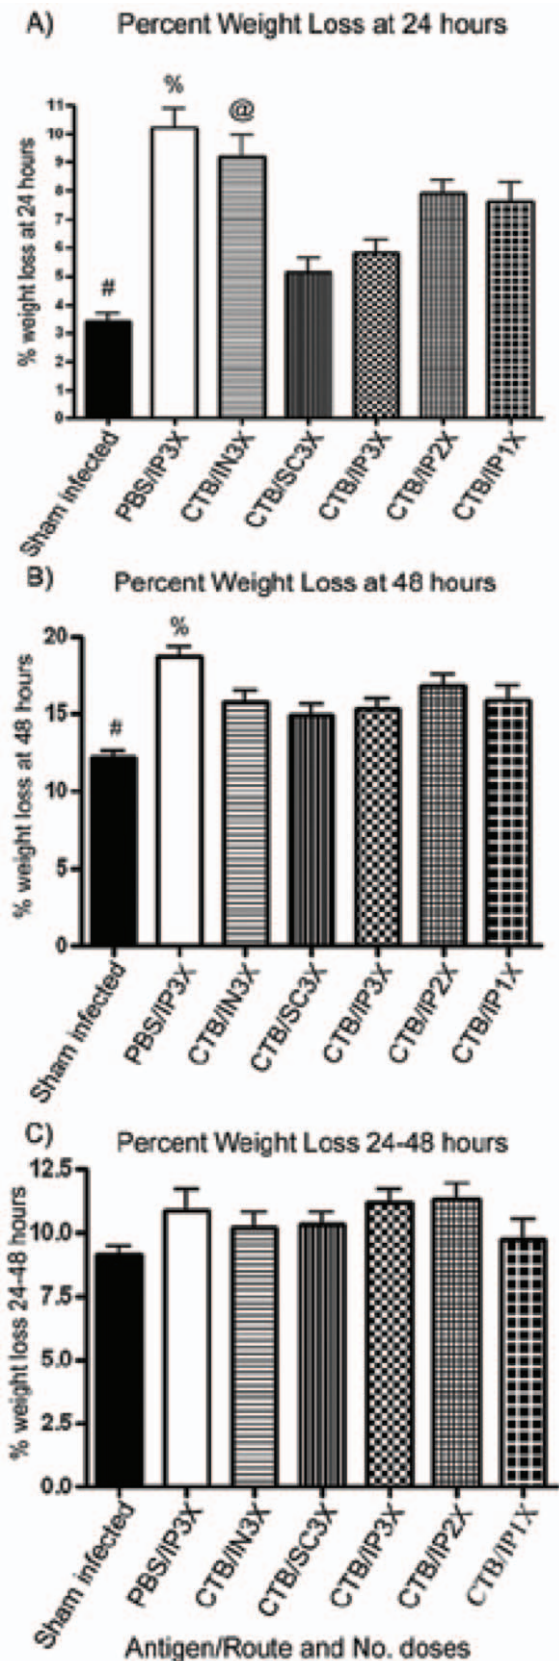 A) Percent Weight Loss at 24 hours
% weight loss at 24 hours
11
10
9
8
7
6
5
4
3
2
1
0
#
%
@
Sham infected
PBS/IP3X
CTB/IN3X
CTB/SC3X
CTB/IP3X
CTB/IP2X
CTB/IP1X
B) Percent Weight Loss at 48 hours
% weight loss at 48 hours
20
15
10
5
0
#
%
Sham infected
PBS/IP3X
CTB/IN3X
CTB/SC3X
CTB/IP3X
CTB/IP2X
CTB/IP1X
C) Percent Weight Loss 24-48 hours
% weight loss 24-48 hours
12.5
10.0
7.5
5.0
2.5
0.0
Sham infected
PBS/IP3X
CTB/IN3X
CTB/SC3X
CTB/IP3X
CTB/IP2X
CTB/IP1X
Antigen/Route and No. doses